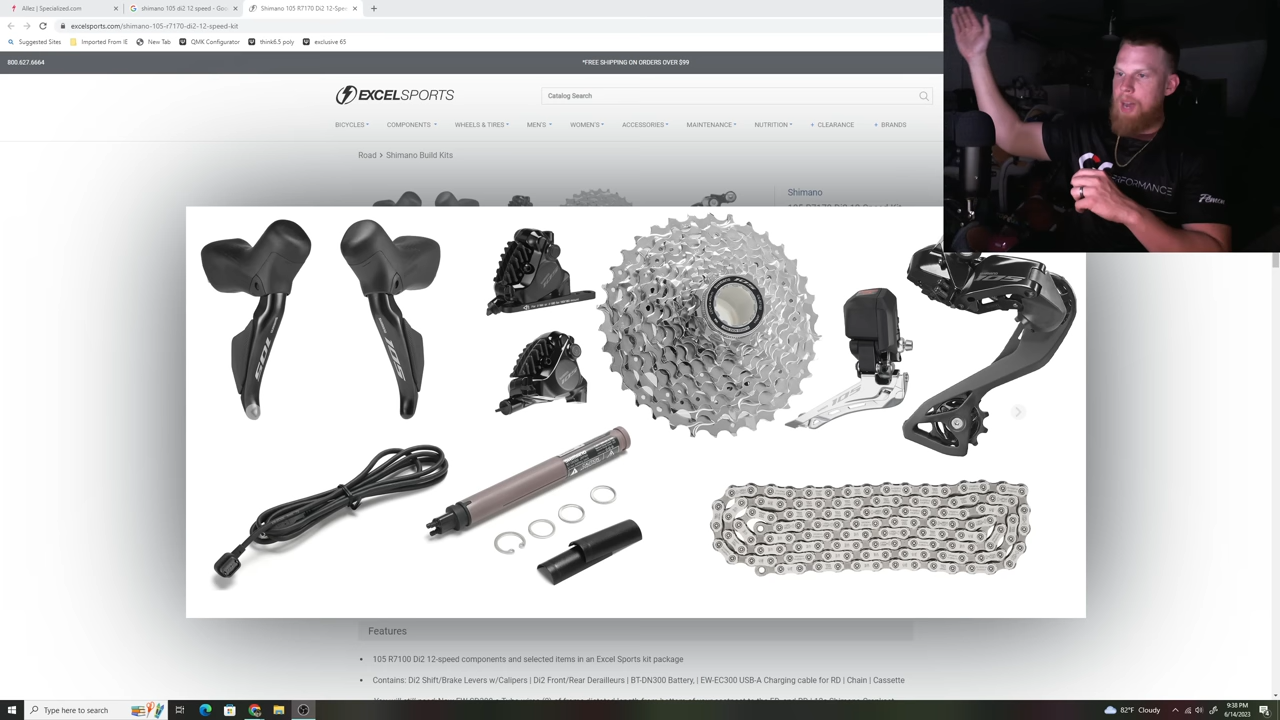 Allez | Specialized.com
shimano 105 di2 12 speed - Goo
Shimano 105 R7170 Di2 12-Spe
excelsports.com/shimano-105-r7170-di2-12-speed-kit
Suggested Sites
Imported From IE
New Tab
QMK Configurator
think6.5 poly
exclusive 65
800.627.6664
*FREE SHIPPING ON ORDERS OVER $99
EXCELSPORTS
Catalog Search
BICYCLES
COMPONENTS
WHEELS & TIRES
MEN'S
WOMEN'S
ACCESSORIES
MAINTENANCE
NUTRITION
+ CLEARANCE
+ BRANDS
Road > Shimano Build Kits
Shimano
105
105
105
105
Features
• 105 R7100 Di2 12-speed components and selected items in an Excel Sports kit package
• Contains: Di2 Shift/Brake Levers w/Calipers | Di2 Front/Rear Derailleurs | BT-DN300 Battery, | EW-EC300 USB-A Charging cable for RD | Chain | Cassette
Type here to search
82°F Cloudy
9:38 PM
6/14/2023